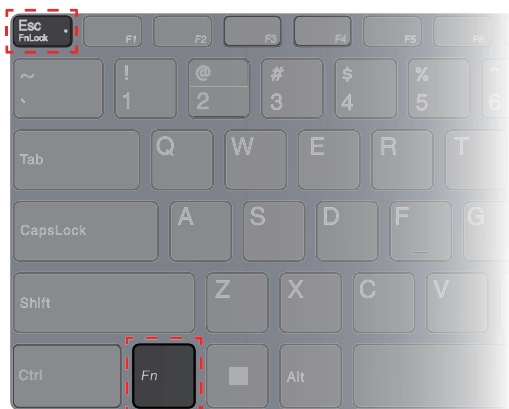 Esc
FnLock
F1
F2
F3
F4
F5
F6
~
`
!
1
@
2
#
3
$
4
%
5
6
Tab
Q
W
E
R
T
CapsLock
A
S
D
F
G
Shift
Z
X
C
V
Ctrl
Fn
Alt